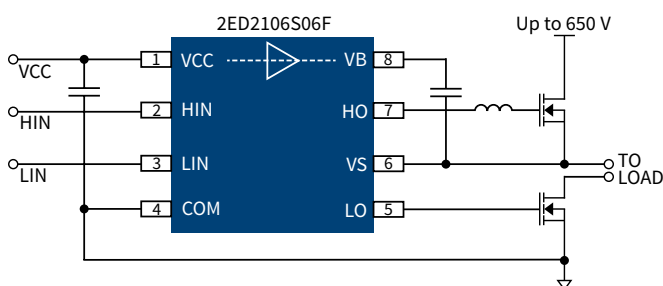 2ED2106S06F
Up to 650 V
VCC
1
VCC
VB
8
HIN
2
HIN
HO
7
LIN
3
LIN
VS
6
TO
LOAD
4
COM
LO
5